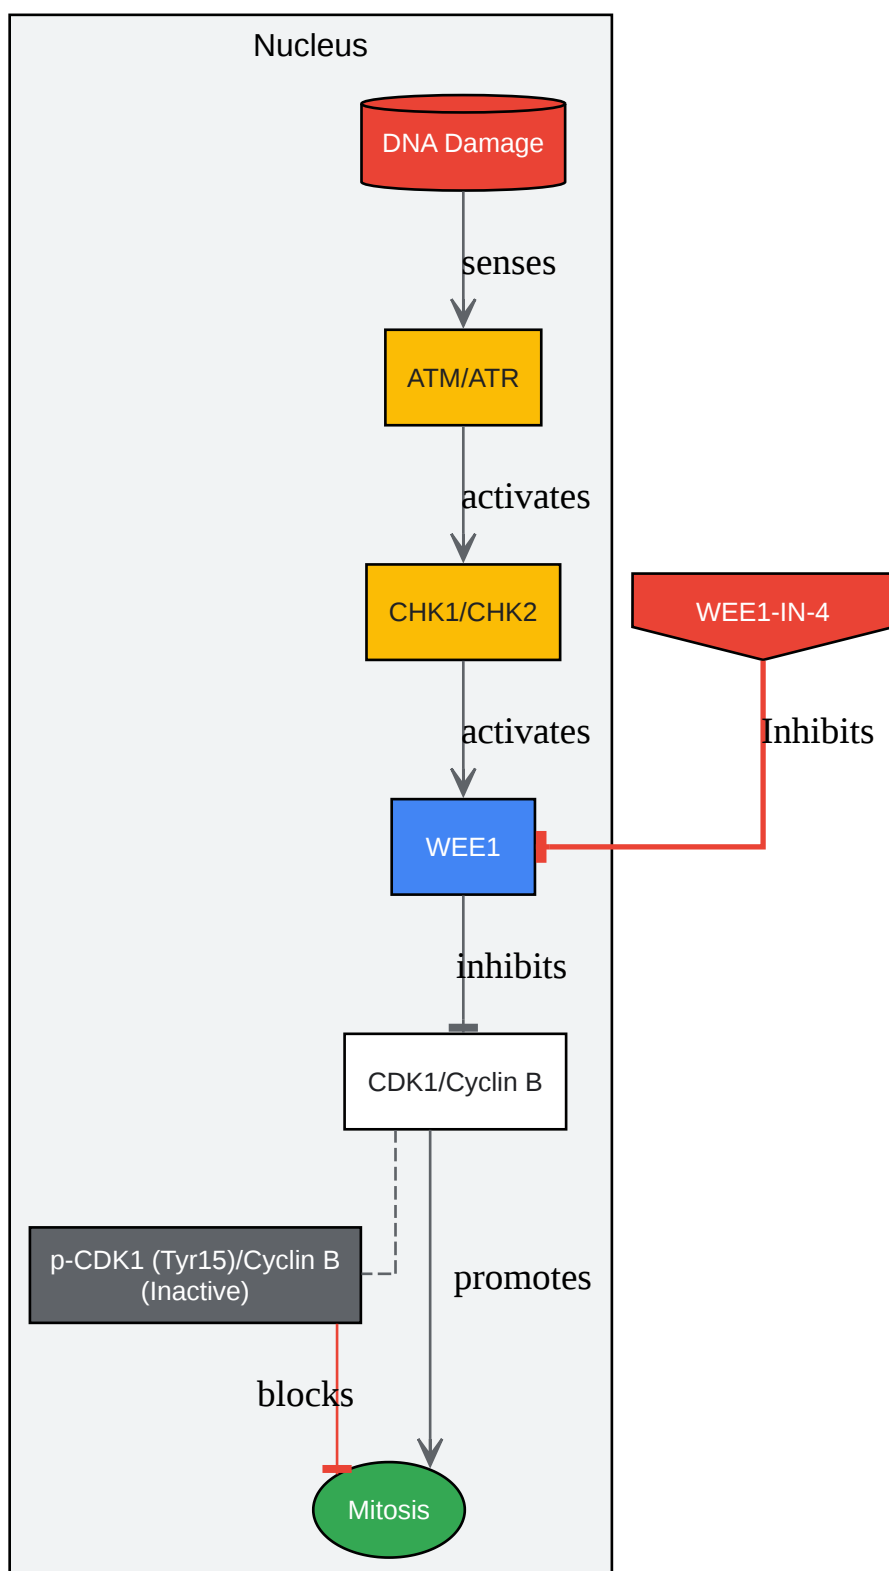 Nucleus
DNA Damage
senses
ATM/ATR
activates
CHK1/CHK2
WEE1-IN-4
activates
Inhibits
WEE1
inhibits
CDK1/Cyclin B
p-CDK1 (Tyr15)/Cyclin B
(Inactive)
promotes
blocks
Mitosis